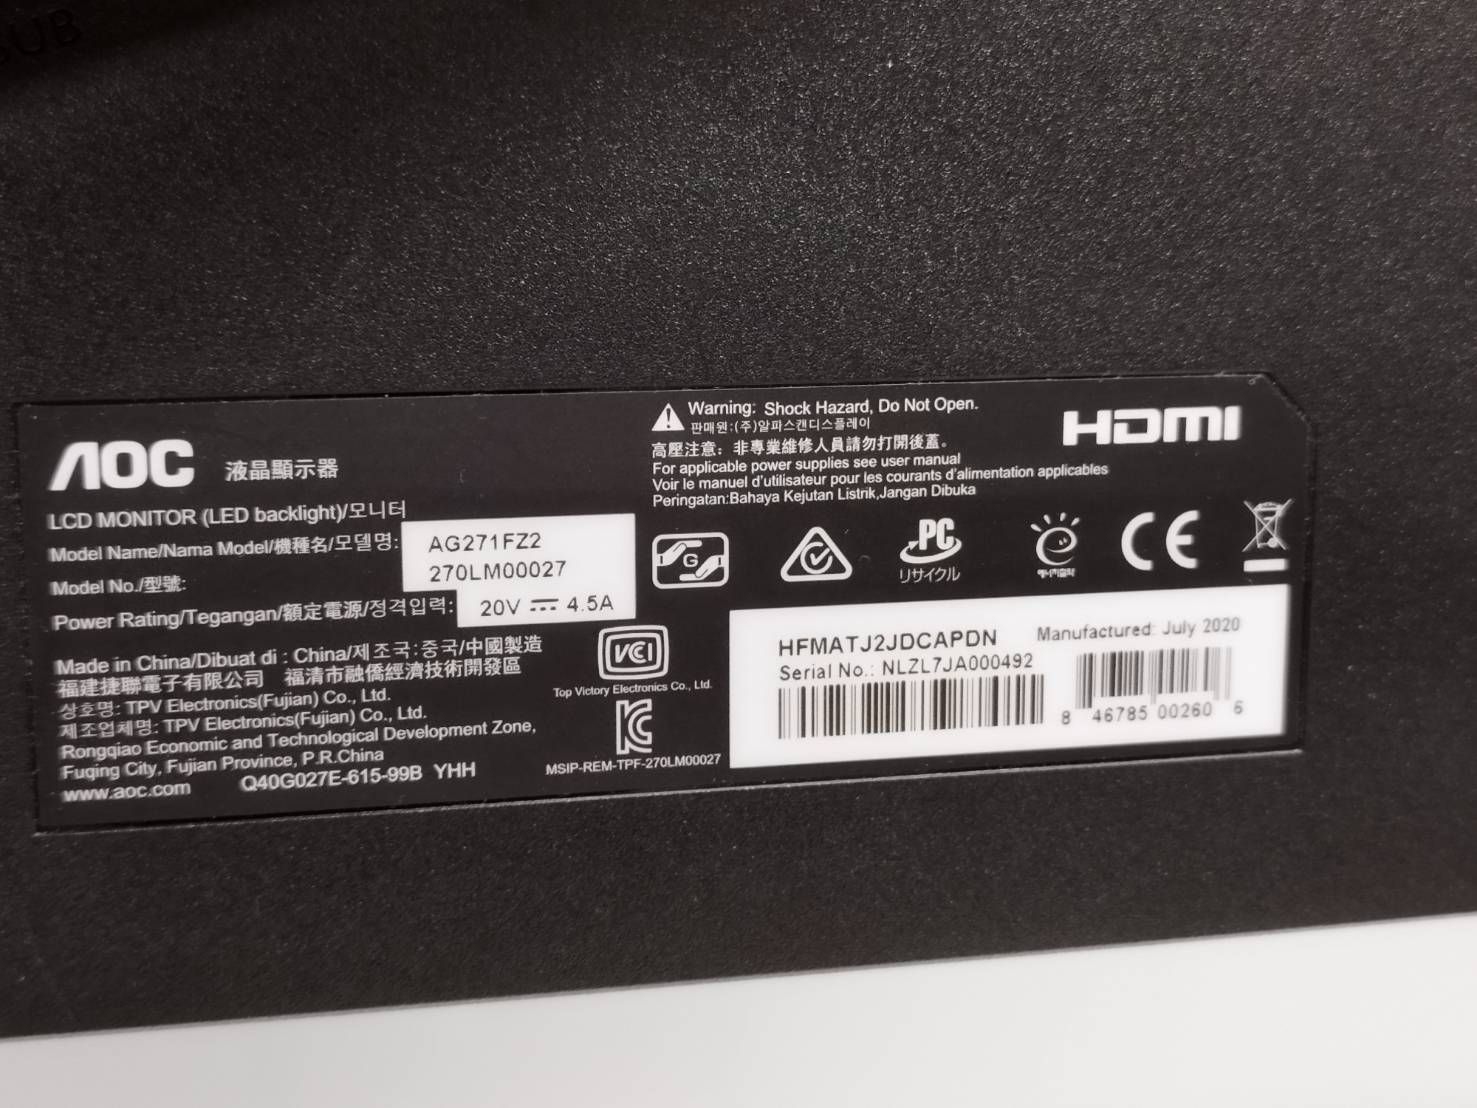 AOC 液晶顯示器
LCD MONITOR (LED backlight)/모니터
Model Name/Nama Model/機種名/모델명: AG271FZ2
Model No./型號: 270LM00027
Power Rating/Tegangan/額定電源/정격입력: 20V 4.5A
Made in China/Dibuat di : China/제조국:중국/中國製造
福建捷聯電子有限公司 福清市融僑經濟技術開發區
상호명: TPV Electronics(Fujian) Co., Ltd.
제조업체명: TPV Electronics(Fujian) Co., Ltd.
Rongqiao Economic and Technological Development Zone,
Fuqing City, Fujian Province, P.R.China
www.aoc.com Q40G027E-615-99B YHH
VCCI
Top Victory Electronics Co., Ltd.
MSIP-REM-TPF-270LM00027
Warning: Shock Hazard, Do Not Open.
판매원:(주)알파스캔디스플레이
高壓注意: 非專業維修人員請勿打開後蓋。
For applicable power supplies see user manual
Voir le manuel d'utilisateur pour les courants d'alimentation applicables
Peringatan:Bahaya Kejutan Listrik,Jangan Dibuka
HDMI
G
PC
リサイクル
CE
HFMATJ2JDCAPDN
Manufactured: July 2020
Serial No.: NLZL7JA000492
8 46785 00260 6